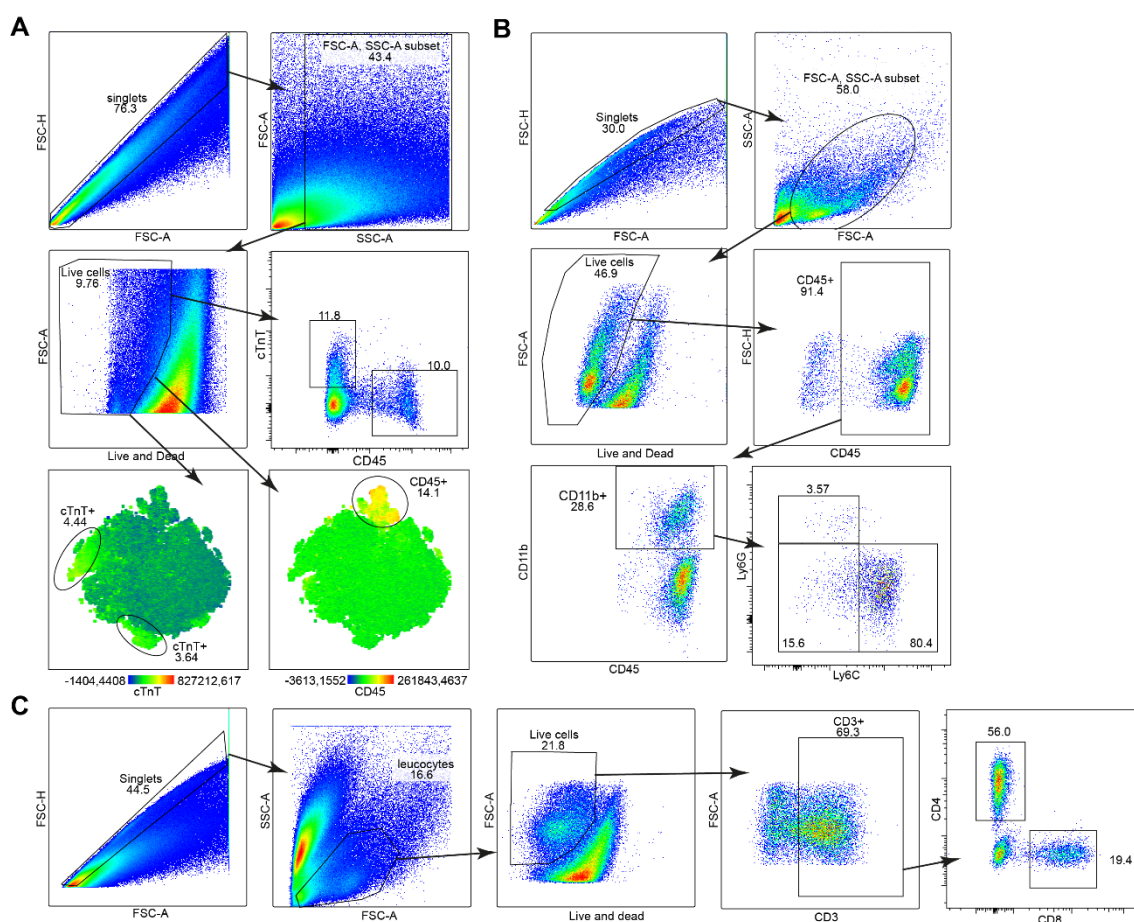 A
FSC-H
singlets
76.3
FSC-A
FSC-A
FSC-A, SSC-A subset
43.4
SSC-A
FSC-A
Live cells
9.76
Live and Dead
cTnT
11.8
10.0
CD45
cTnT+
4.44
cTnT+
3.64
-1404,4408
827212,617
cTnT
CD45+
14.1
-3613,1552
261843,4637
CD45
B
Singlets
30.0
FSC-A
SSC-A
FSC-A, SSC-A subset
58.0
FSC-A
FSC-A
Live cells
46.9
Live and Dead
FSC-H
CD45+
91.4
CD45
CD11b
CD11b+
28.6
CD45
Ly6G
3.57
15.6
80.4
Ly6C
C
FSC-H
Singlets
44.5
FSC-A
SSC-A
leucocytes
16.6
FSC-A
FSC-A
Live cells
21.8
Live and dead
FSC-A
CD3+
69.3
CD3
CD4
56.0
19.4
CD8